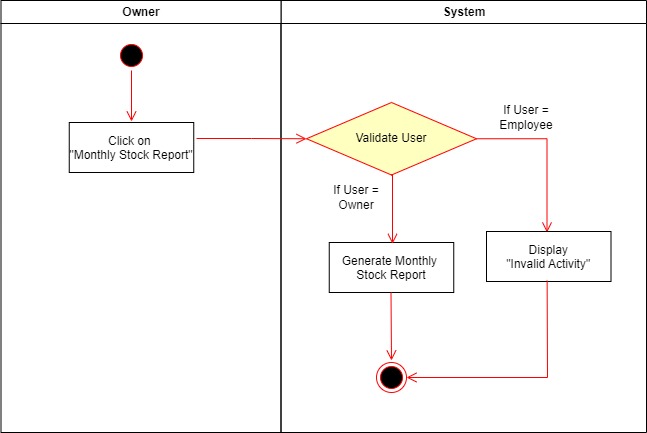 Owner
System
Click on
"Monthly Stock Report"
Validate User
If User =
Employee
If User =
Owner
Generate Monthly
Stock Report
Display
"Invalid Activity"